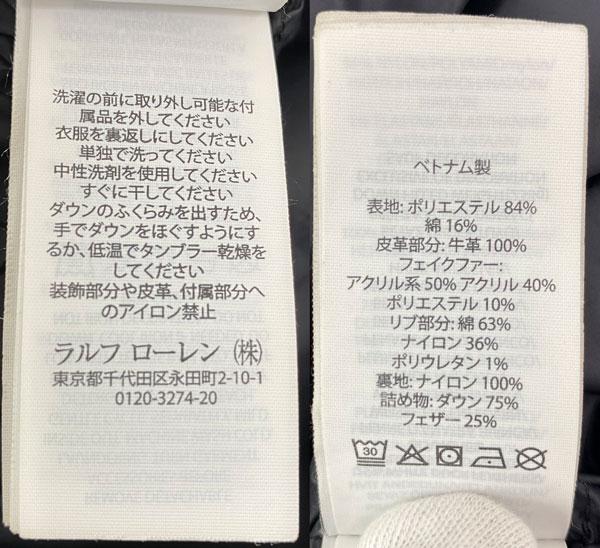 洗濯の前に取り外し可能な付
属品を外してください
衣服を裏返しにしてください
単独で洗ってください
中性洗剤を使用してください
すぐに干してください
ダウンのふくらみを出すため、
手でダウンをほぐすようにす
るか、低温でタンブラー乾燥を
してください
装飾部分や皮革、付属部分へ
のアイロン禁止
ラルフ ローレン (株)
東京都千代田区永田町2-10-1
0120-3274-20
ベトナム製
表地: ポリエステル 84%
綿 16%
皮革部分: 牛革 100%
フェイクファー:
アクリル系 50% アクリル 40%
ポリエステル 10%
リブ部分: 綿 63%
ナイロン 36%
ポリウレタン 1%
裏地: ナイロン 100%
詰め物: ダウン 75%
フェザー 25%
30